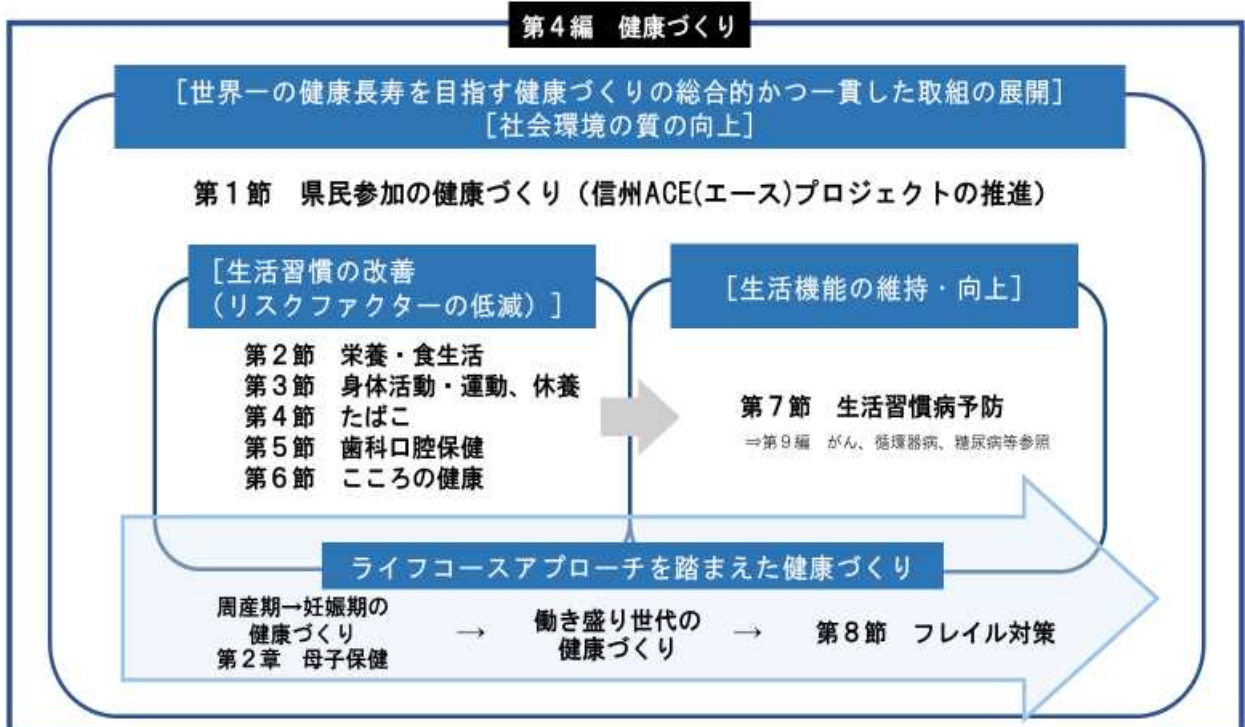 第4編　健康づくり
[世界一の健康長寿を目指す健康づくりの総合的かつ一貫した取組の展開]
[社会環境の質の向上]
第1節　県民参加の健康づくり（信州ACE(エース)プロジェクトの推進）
[生活習慣の改善
（リスクファクターの低減）]
第2節　栄養・食生活
第3節　身体活動・運動、休養
第4節　たばこ
第5節　歯科口腔保健
第6節　こころの健康
[生活機能の維持・向上]
第7節　生活習慣病予防
⇒第9編　がん、循環器病、糖尿病等参照
ライフコースアプローチを踏まえた健康づくり
周産期→妊娠期の
健康づくり
第2章　母子保健
→
働き盛り世代の
健康づくり
→
第8節　フレイル対策